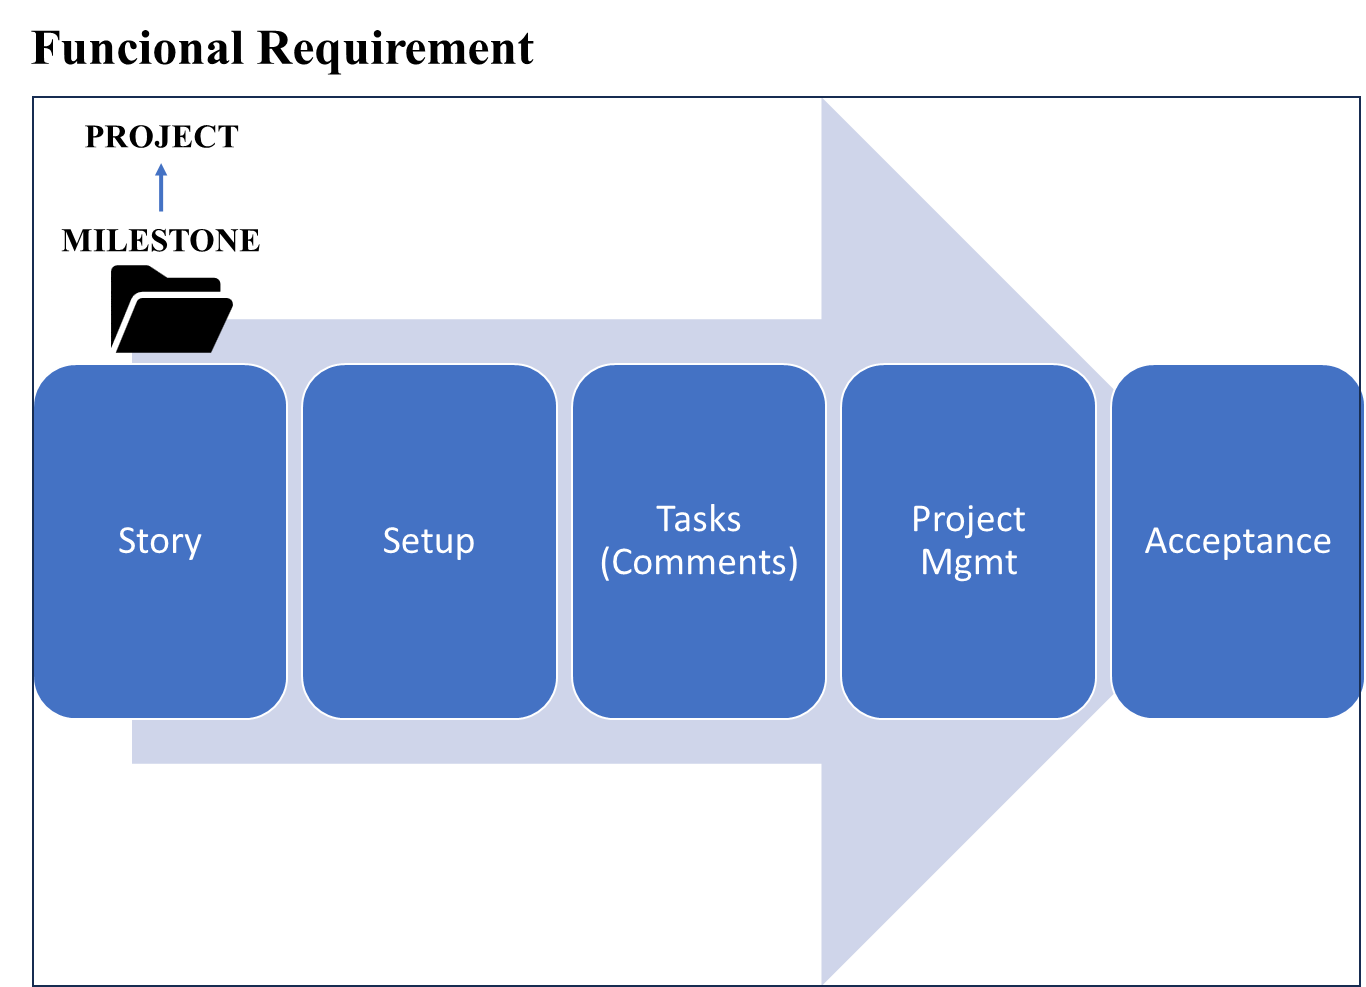 Funcional Requirement
PROJECT
MILESTONE
Story
Setup
Tasks
(Comments)
Project
Mgmt
Acceptance